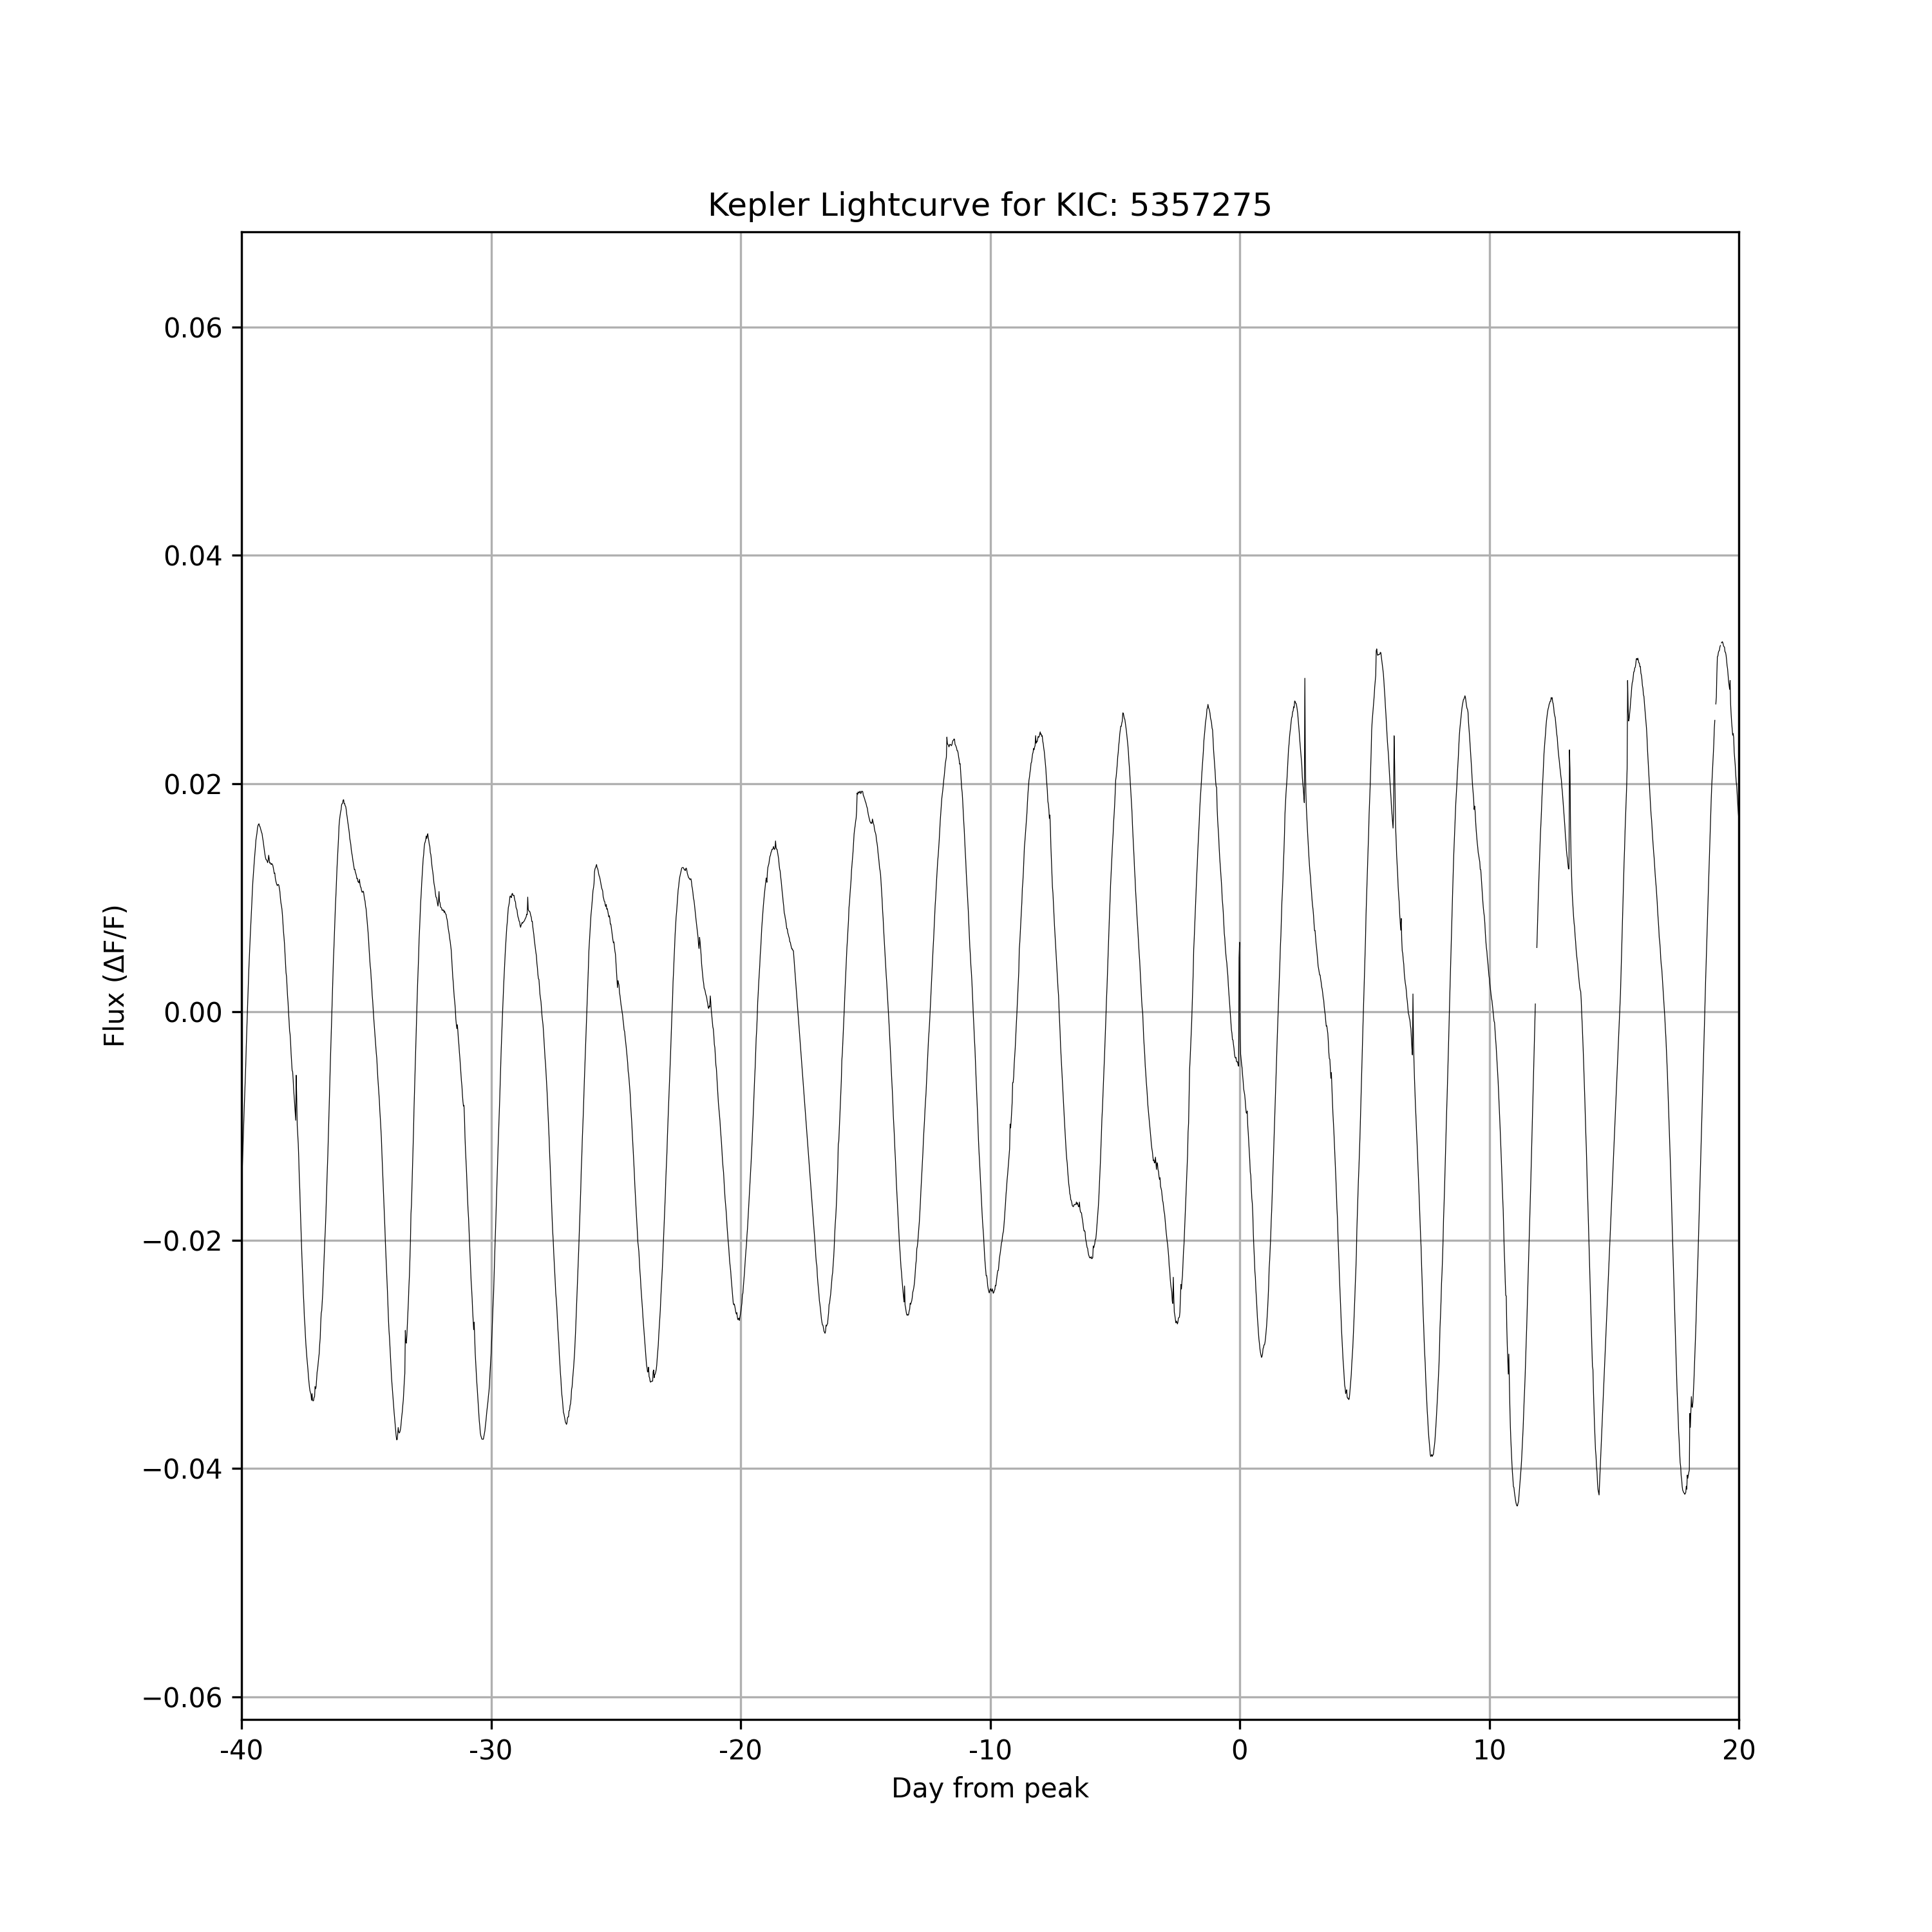 Kepler Lightcurve for KIC: 5357275
0.06
0.04
0.02
0.00
−0.02
−0.04
−0.06
Flux (ΔF/F)
-40 -30 -20 -10 0 10 20
Day from peak